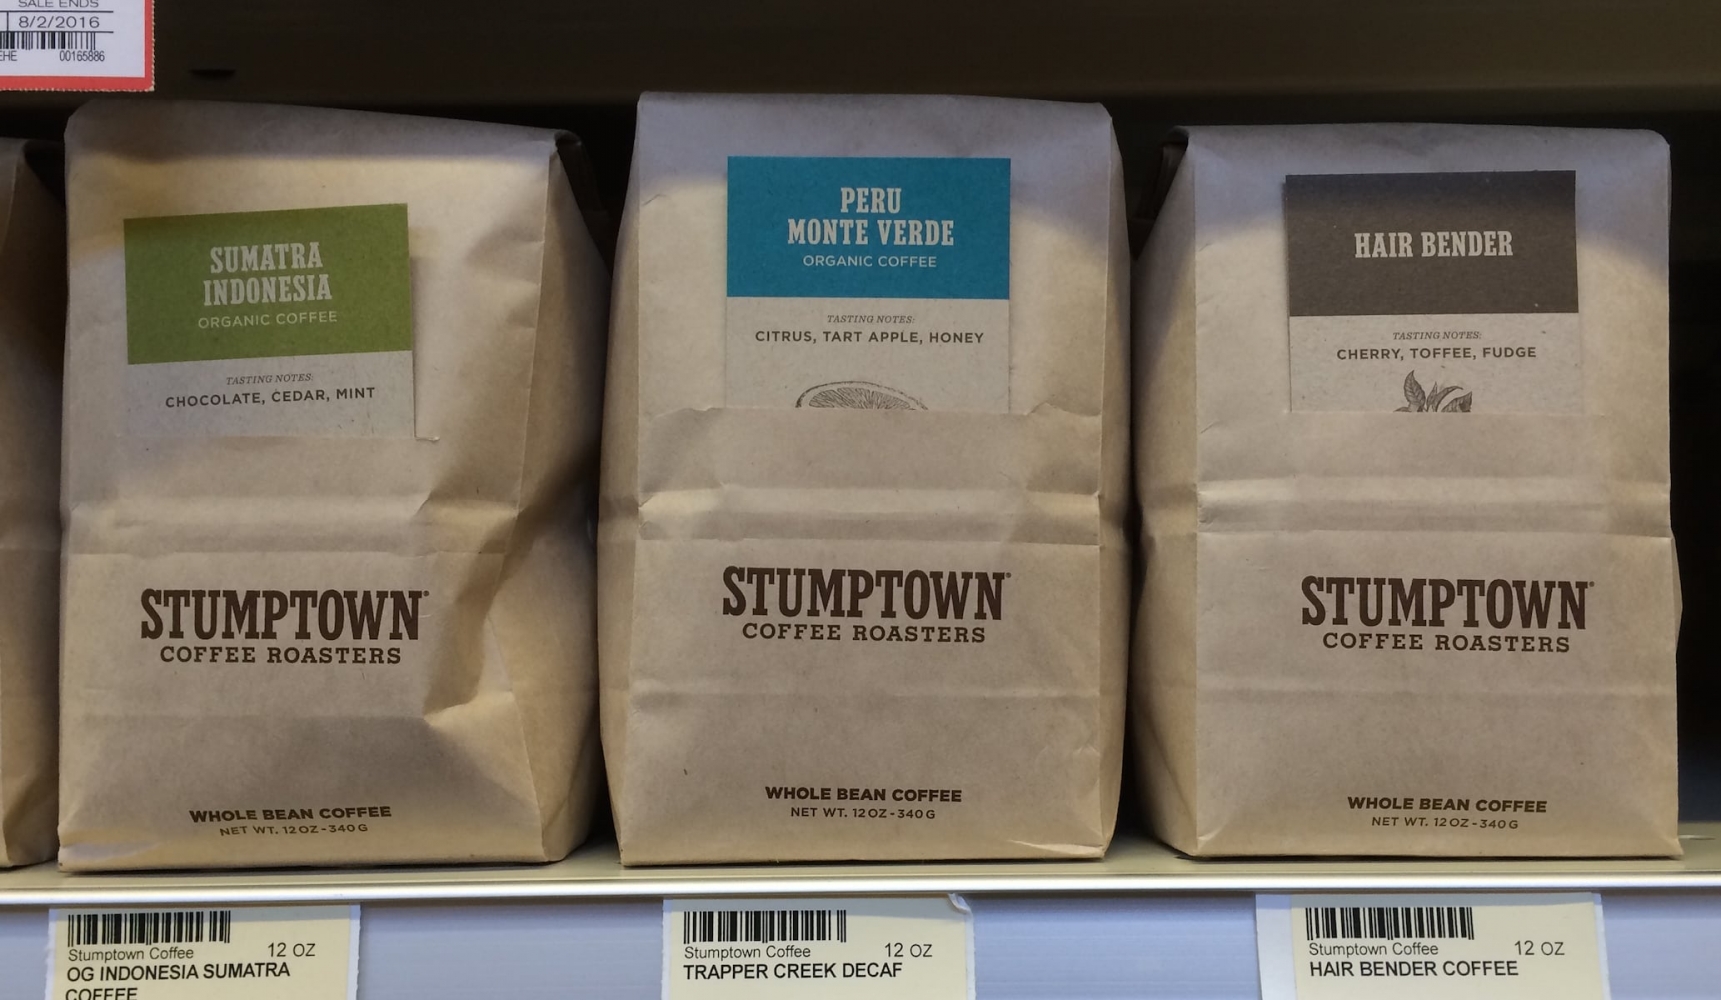 SALE ENDS
8/2/2016
EHE 00165886
SUMATRA
INDONESIA
ORGANIC COFFEE
TASTING NOTES:
CHOCOLATE, CEDAR, MINT
STUMPTOWN®
COFFEE ROASTERS
WHOLE BEAN COFFEE
NET WT. 12OZ-340G
PERU
MONTE VERDE
ORGANIC COFFEE
TASTING NOTES:
CITRUS, TART APPLE, HONEY
STUMPTOWN®
COFFEE ROASTERS
WHOLE BEAN COFFEE
NET WT. 12OZ-340G
HAIR BENDER
TASTING NOTES:
CHERRY, TOFFEE, FUDGE
STUMPTOWN®
COFFEE ROASTERS
WHOLE BEAN COFFEE
NET WT. 12OZ-340G
Stumptown Coffee 12 OZ
OG INDONESIA SUMATRA
COFFEE
Stumptown Coffee 12 OZ
TRAPPER CREEK DECAF
Stumptown Coffee 12 OZ
HAIR BENDER COFFEE